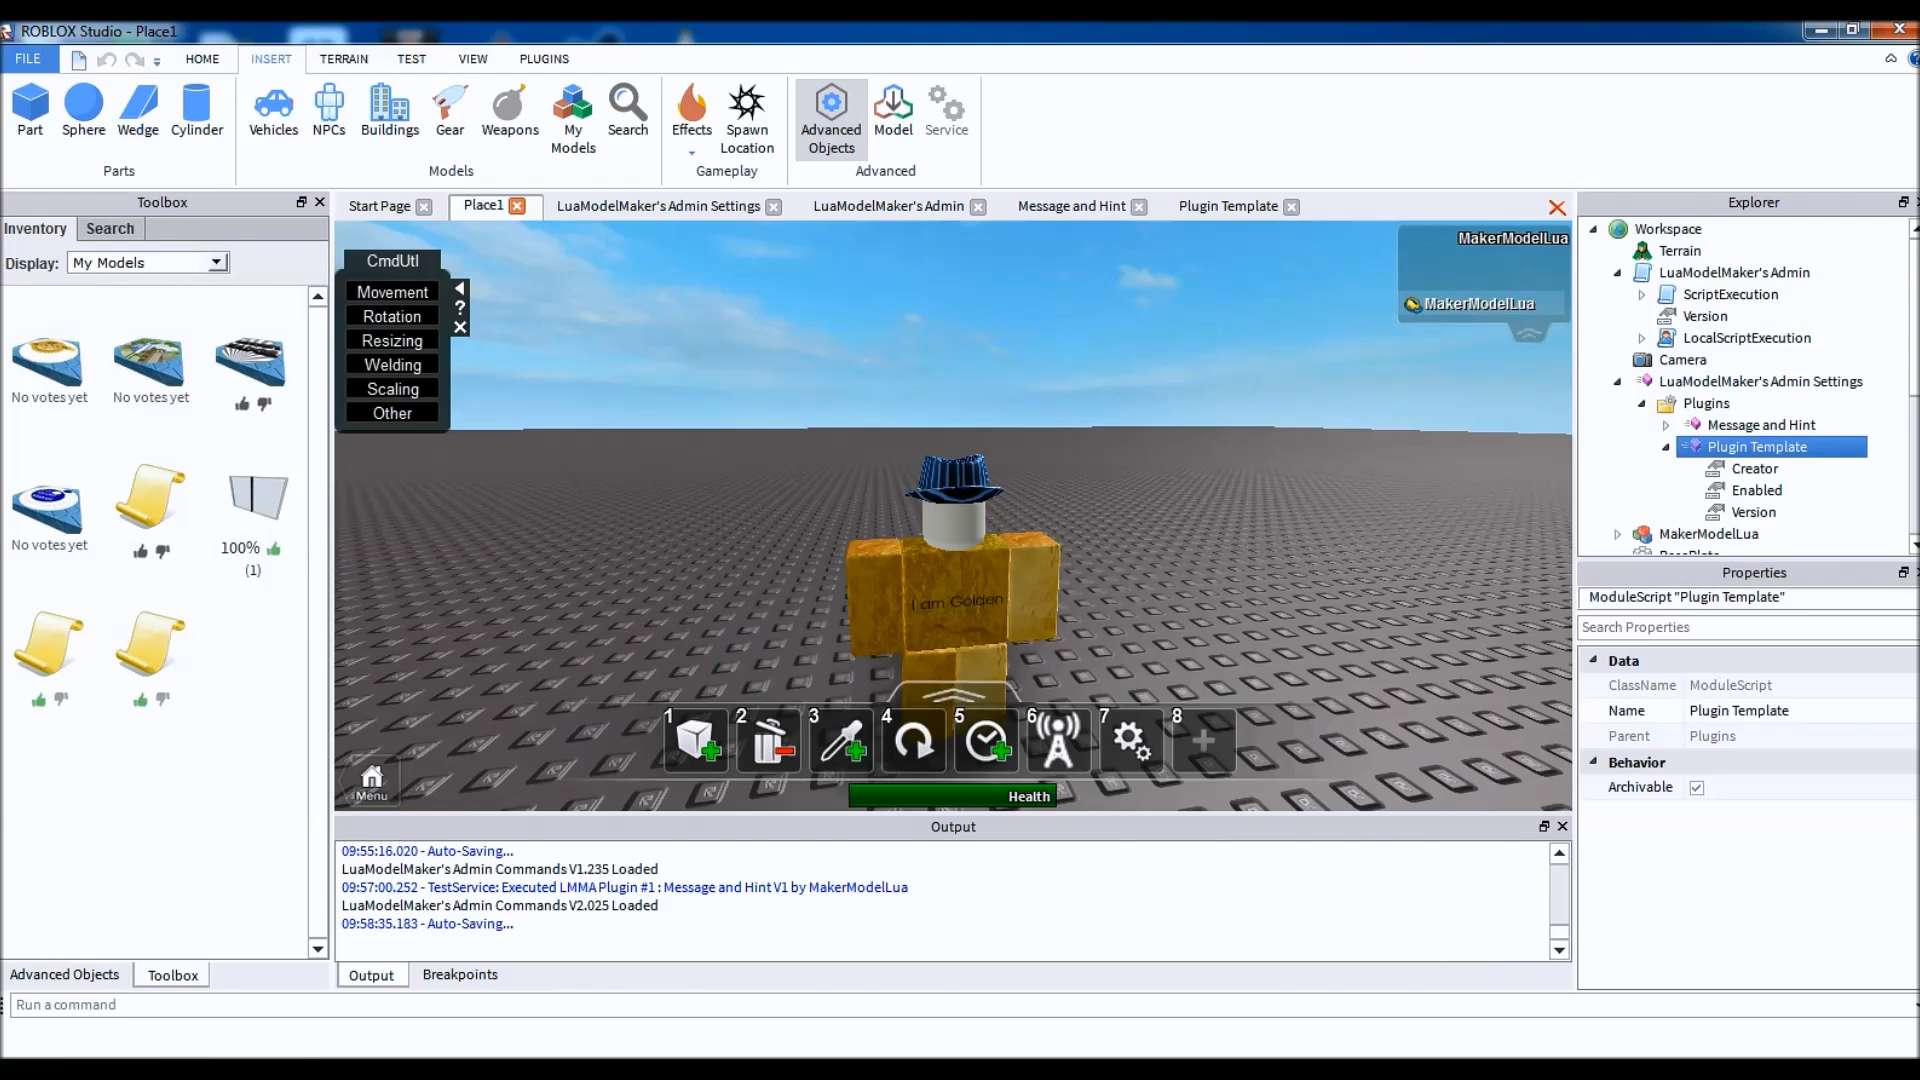 ROBLOX Studio - Place1
FILE
HOME
INSERT
TERRAIN
TEST
VIEW
PLUGINS
Part
Sphere
Wedge
Cylinder
Vehicles
NPCs
Buildings
Gear
Weapons
My Models
Search
Effects
Spawn Location
Advanced Objects
Model
Service
Parts
Models
Gameplay
Advanced
Toolbox
Inventory
Search
Display:
My Models
No votes yet
No votes yet
No votes yet
100%
(1)
Advanced Objects
Toolbox
Start Page
Place1
LuaModelMaker's Admin Settings
LuaModelMaker's Admin
Message and Hint
Plugin Template
CmdUtl
Movement
Rotation
Resizing
Welding
Scaling
Other
?
MakerModelLua
MakerModelLua
I am Golden
1
2
3
4
5
6
7
8
Menu
Health
Output
09:55:16.020 - Auto-Saving...
LuaModelMaker's Admin Commands V1.235 Loaded
09:57:00.252 - TestService: Executed LMMA Plugin #1 : Message and Hint V1 by MakerModelLua
LuaModelMaker's Admin Commands V2.025 Loaded
09:58:35.183 - Auto-Saving...
Output
Breakpoints
Run a command
Explorer
Workspace
Terrain
LuaModelMaker's Admin
ScriptExecution
Version
LocalScriptExecution
Camera
LuaModelMaker's Admin Settings
Plugins
Message and Hint
Plugin Template
Creator
Enabled
Version
MakerModelLua
Properties
ModuleScript "Plugin Template"
Search Properties
Data
ClassName
ModuleScript
Name
Plugin Template
Parent
Plugins
Behavior
Archivable